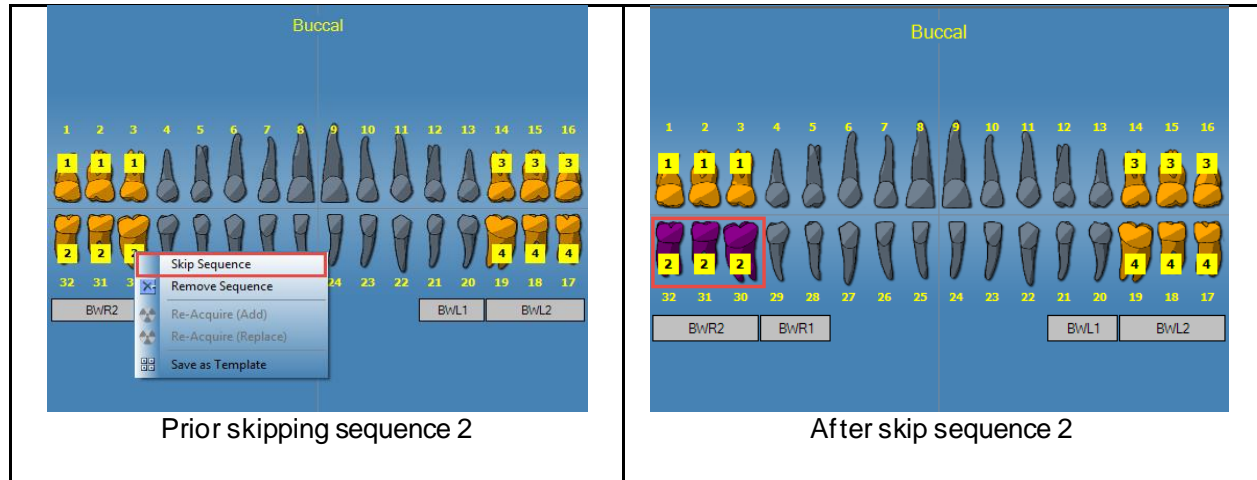 Buccal
1 2 3 4 5 6 7 8 9 10 11 12 13 14 15 16
1 1 1 3 3 3
2 2 2 4 4 4
Skip Sequence
32 31 3 24 23 22 21 20 19 18 17
Remove Sequence
BWR2 BWL1 BWL2
Re-Acquire (Add)
Re-Acquire (Replace)
Save as Template
Prior skipping sequence 2
Buccal
1 2 3 4 5 6 7 8 9 10 11 12 13 14 15 16
1 1 1 3 3 3
2 2 2 4 4 4
32 31 30 29 28 27 26 25 24 23 22 21 20 19 18 17
BWR2 BWR1 BWL1 BWL2
After skip sequence 2